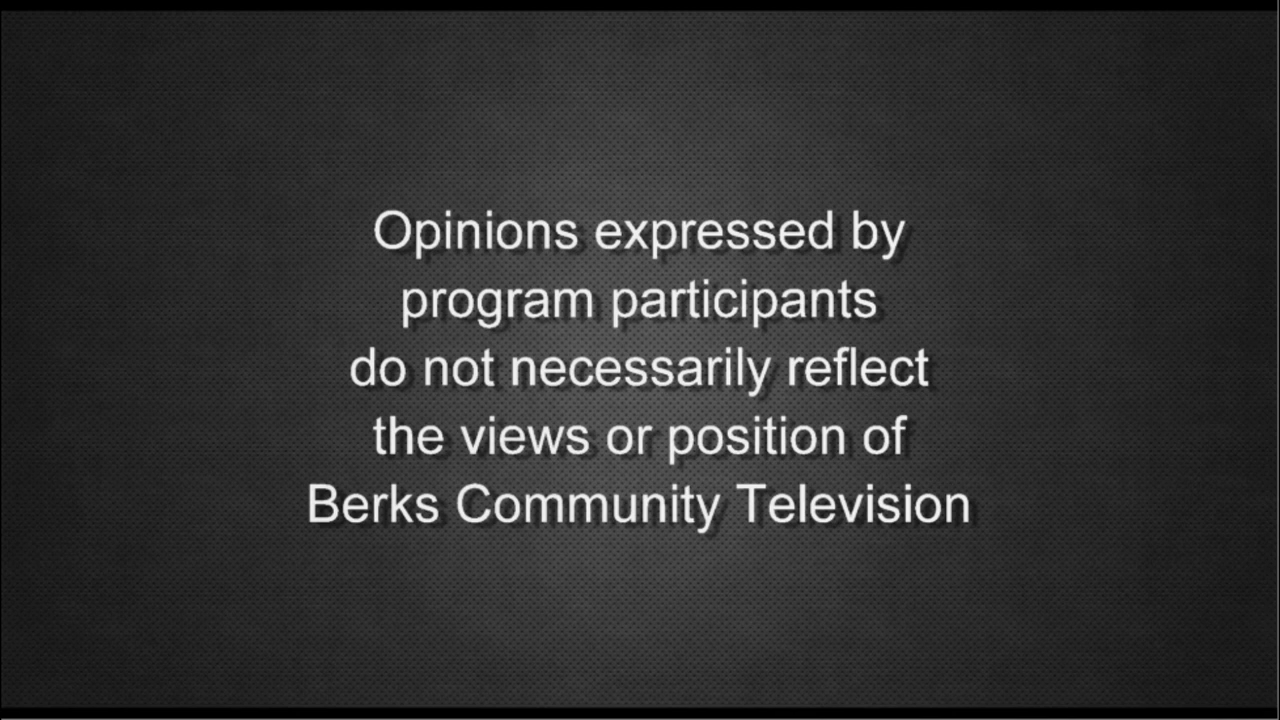 Opinions expressed by
program participants
do not necessarily reflect
the views or position of
Berks Community Television